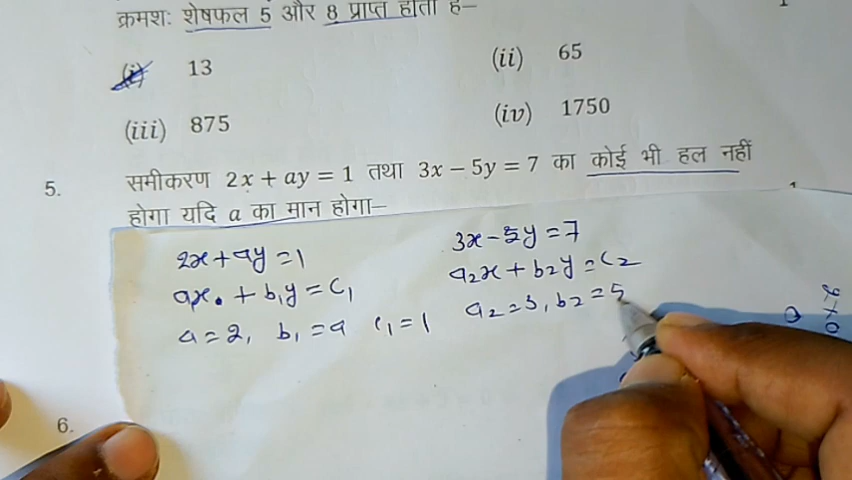 क्रमशः शेषफल 5 और 8 प्राप्त होता है–
(i) 13 (ii) 65
(iii) 875 (iv) 1750
5. समीकरण 2x + ay = 1 तथा 3x − 5y = 7 का कोई भी हल नहीं
होगा यदि a का मान होगा–
2x+ay=1 3x-5y=7
a1x + b1y = c1 a2x + b2y = c2
a = 2, b1 = a c1 = 1 a2 = 3, b2 = 5
6.